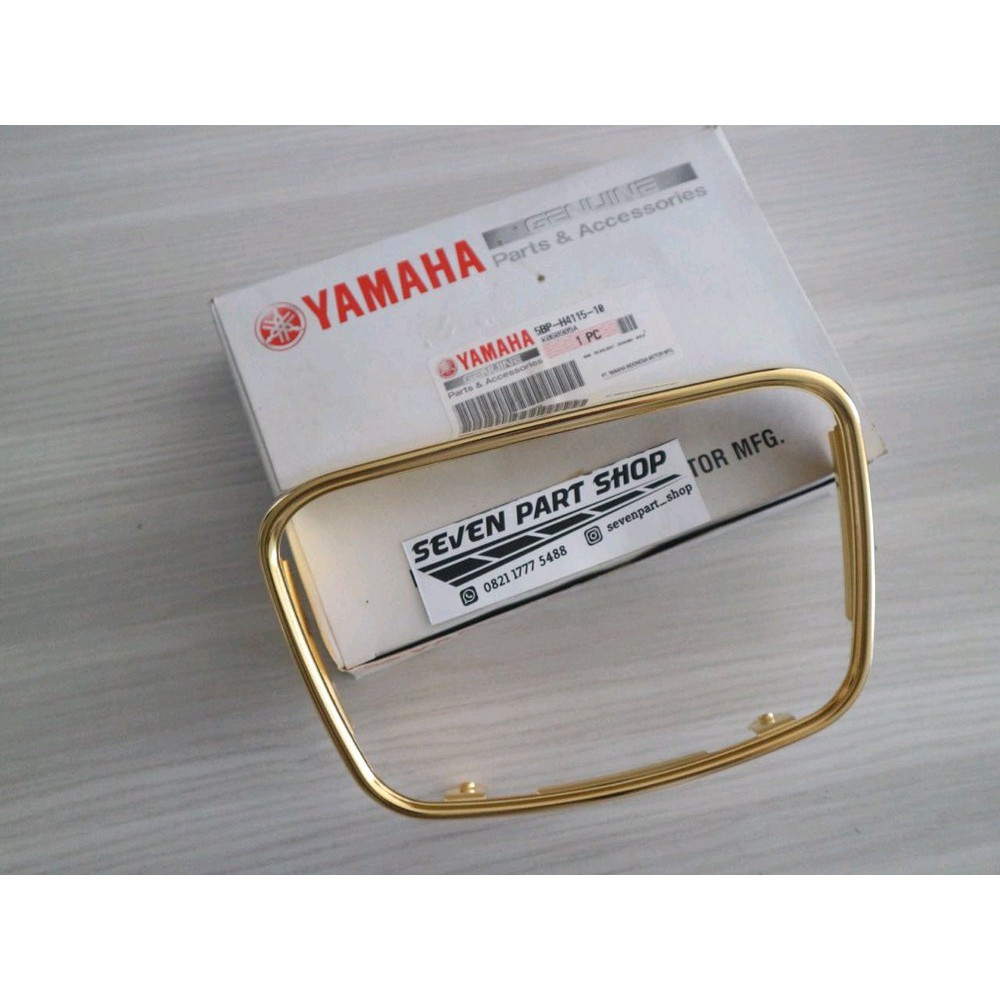 YAMAHA
GENUINE
Parts & Accessories
YAMAHA
GENUINE
Parts & Accessories
5BP-H4115-10
1 PC
TOR MFG.
SEVEN PART SHOP
0821 1777 5488
sevenpart_shop